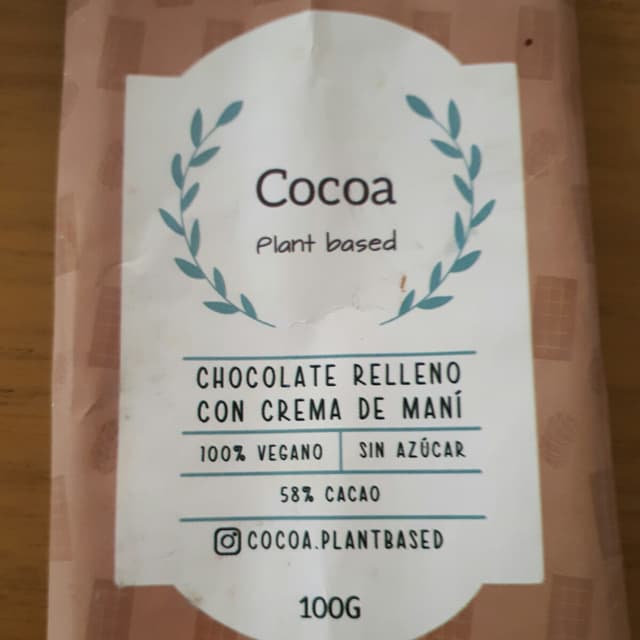 Cocoa
Plant based
CHOCOLATE RELLENO
CON CREMA DE MANÍ
100% VEGANO SIN AZÚCAR
58% CACAO
COCOA.PLANTBASED
100G